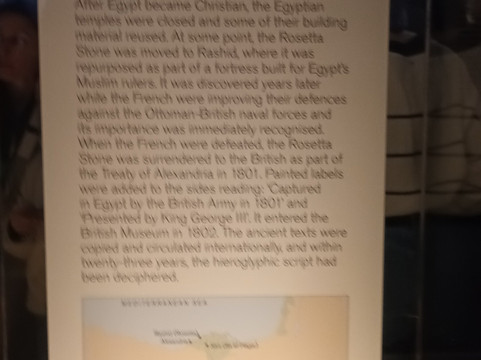 After Egypt became Christian, the Egyptian
temples were closed and some of their building
material reused. At some point, the Rosetta
Stone was moved to Rashid, where it was
repurposed as part of a fortress built for Egypt's
Muslim rulers. It was discovered years later
while the French were improving their defences
against the Ottoman-British naval forces and
its importance was immediately recognised.
When the French were defeated, the Rosetta
Stone was surrendered to the British as part of
the Treaty of Alexandria in 1801. Painted labels
were added to the sides reading: 'Captured
in Egypt by the British Army in 1801' and
'Presented by King George III'. It entered the
British Museum in 1802. The ancient texts were
copied and circulated internationally, and within
twenty-three years, the hieroglyphic script had
been deciphered.
MEDITERRANEAN SEA